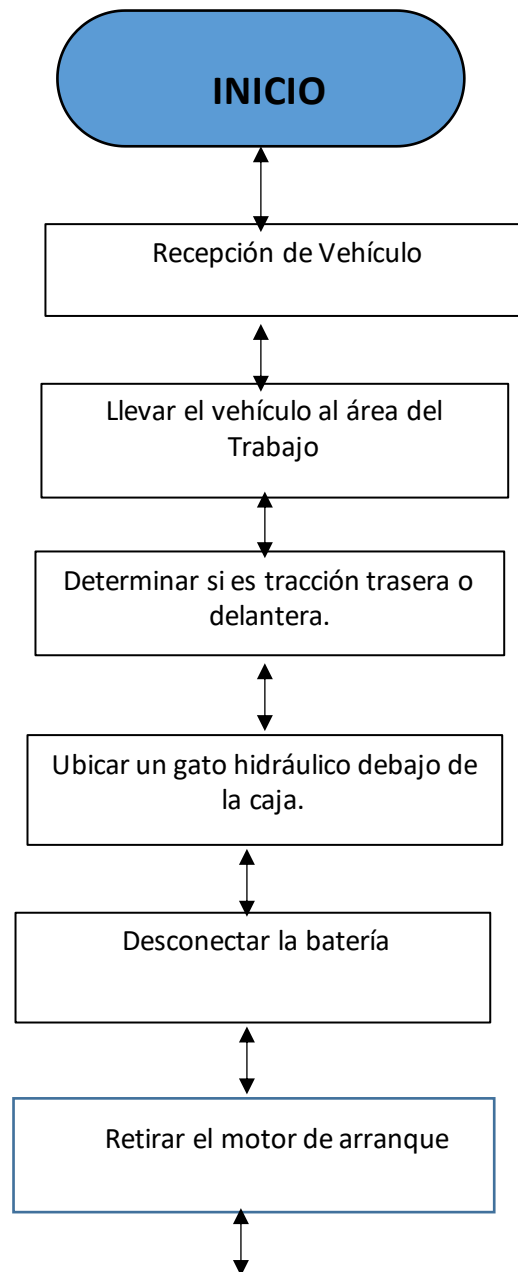 INICIO
Recepción de Vehículo
Llevar el vehículo al área del
Trabajo
Determinar si es tracción trasera o
delantera.
Ubicar un gato hidráulico debajo de
la caja.
Desconectar la batería
Retirar el motor de arranque